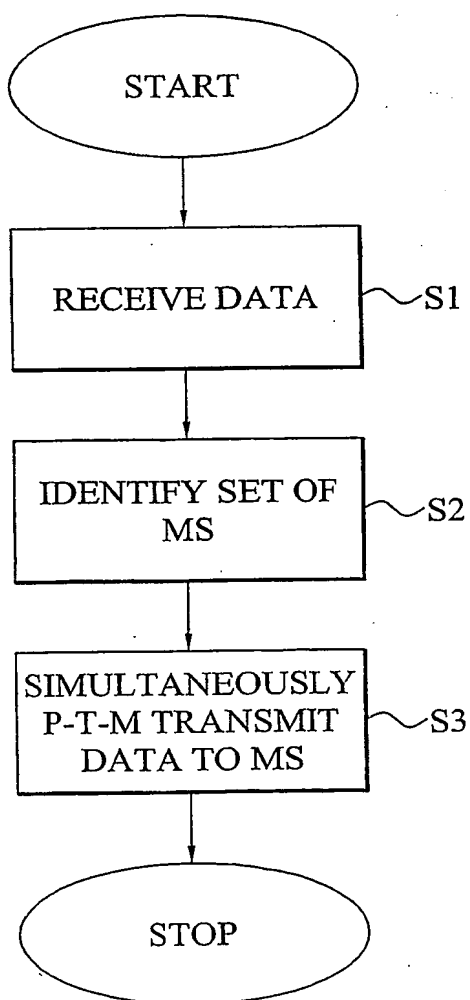 START
RECEIVE DATA
S1
IDENTIFY SET OF
MS
S2
SIMULTANEOUSLY
P-T-M TRANSMIT
DATA TO MS
S3
STOP